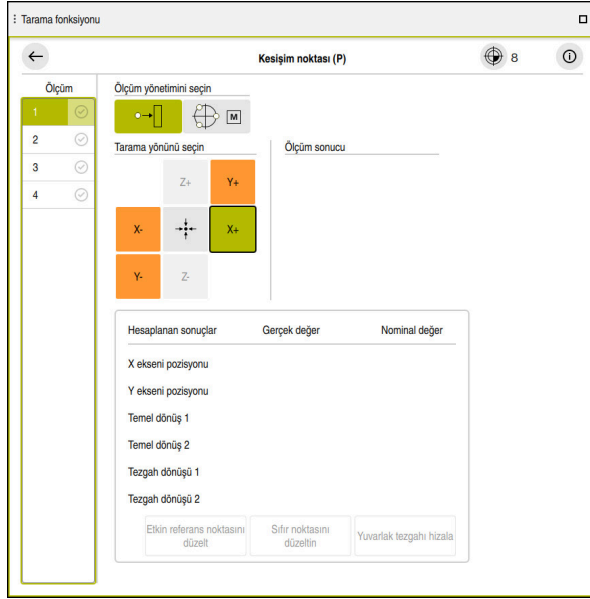 Tarama fonksiyonu
Kesişim noktası (P)
8
Ölçüm
1
2
3
4
Ölçüm yönetimini seçin
M
Tarama yönünü seçin
Ölçüm sonucu
Z+
Y+
X-
X+
Y-
Z-
Hesaplanan sonuçlar
Gerçek değer
Nominal değer
X ekseni pozisyonu
Y ekseni pozisyonu
Temel dönüş 1
Temel dönüş 2
Tezgah dönüşü 1
Tezgah dönüşü 2
Etkin referans noktasını
düzelt
Sıfır noktasını
düzeltin
Yuvarlak tezgahı hizala